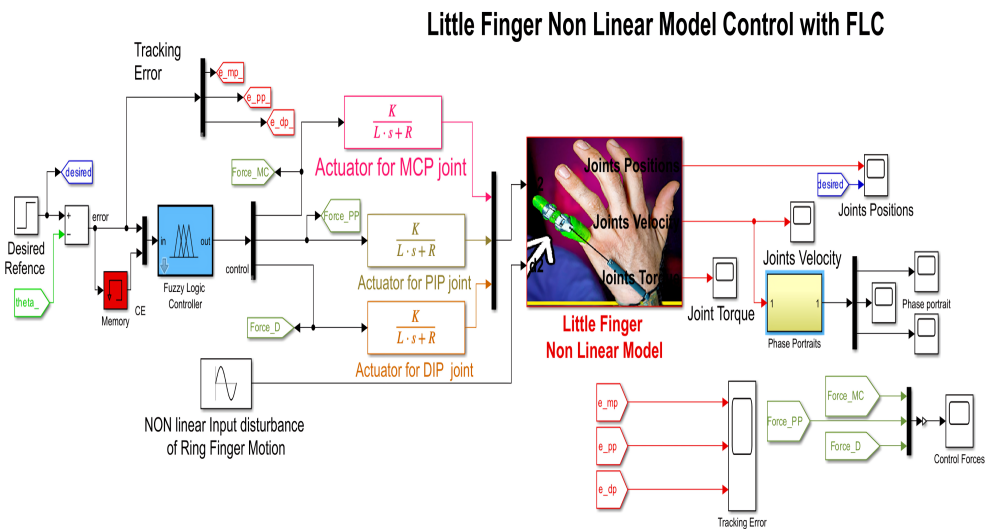 Little Finger Non Linear Model Control with FLC
Tracking
Error
e_mp_
e_pp_
e_dp_
K
L · s + R
Actuator for MCP joint
Force_MC
desired
+
−
error
Desired
Refence
theta_
Memory
CE
in
out
Fuzzy Logic
Controller
control
Force_PP
K
L · s + R
Actuator for PIP joint
Force_D
K
L · s + R
Actuator for DIP joint
NON linear Input disturbance
of Ring Finger Motion
d2
Joints Positions
Joints Velocit
Joints Torq
Little Finger
Non Linear Model
desired
Joints Positions
Joints Velocity
Joint Torque
1
1
Phase Portraits
Phase portrait
e_mp
e_pp
e_dp
Tracking Error
Force_MC
Force_PP
Force_D
Control Forces